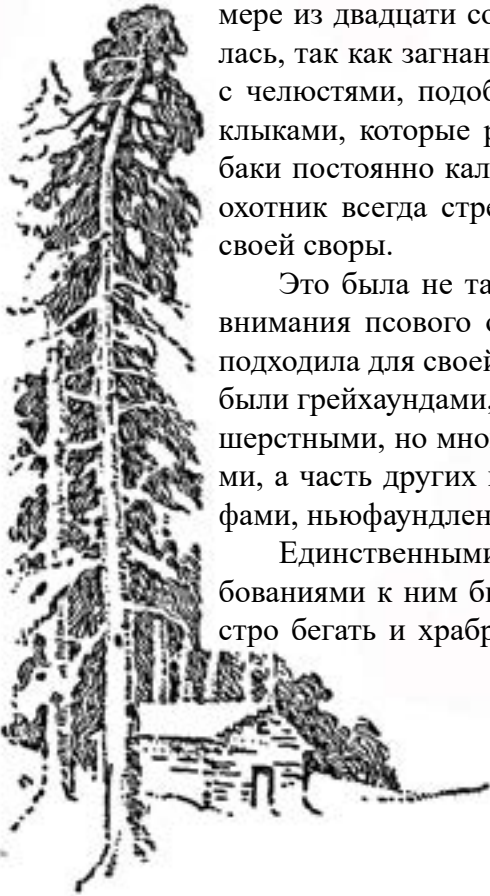 мере из двадцати со
лась, так как загнан
с челюстями, подоб
клыками, которые р
баки постоянно кал
охотник всегда стре
своей своры.
Это была не та
внимания псового о
подходила для своей
были грейхаундами,
шерстными, но мно
ми, а часть других и
фами, ньюфаундлен
Единственными
бованиями к ним б
стро бегать и храбр